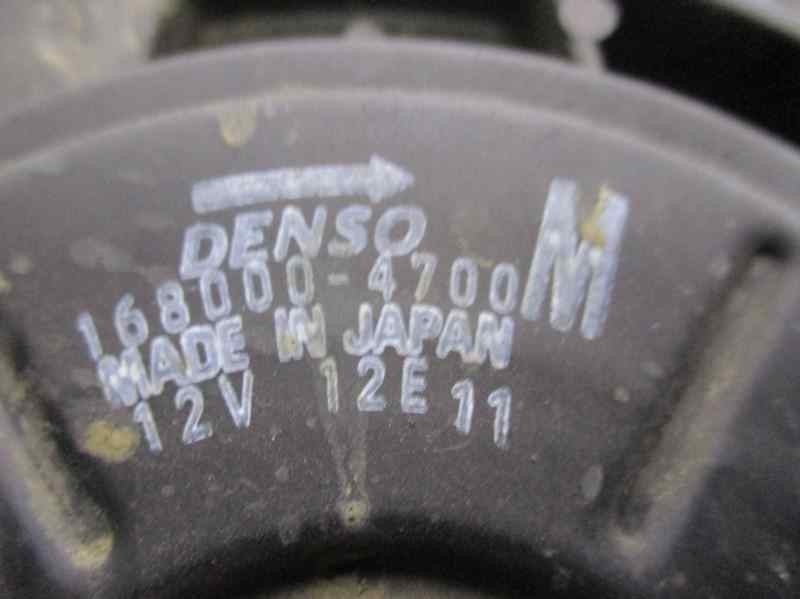 DENSO
168000-4700 M
MADE IN JAPAN
12V 12E11